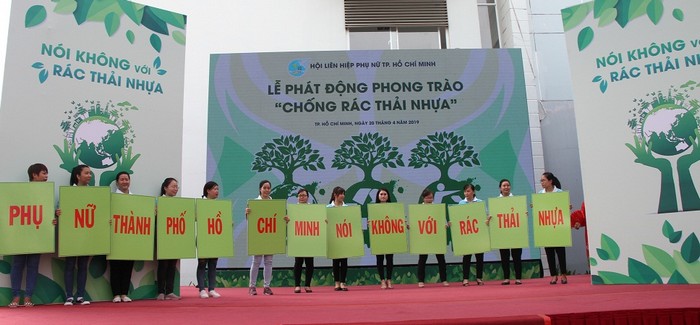 NÓI KHÔNG VỚI
RÁC THẢI NHỰA
HỘI LIÊN HIỆP PHỤ NỮ TP. HỒ CHÍ MINH
LỄ PHÁT ĐỘNG PHONG TRÀO
“CHỐNG RÁC THẢI NHỰA”
TP. HỒ CHÍ MINH, NGÀY 20 THÁNG 4 NĂM 2019
NÓI KHÔNG VỚI
RÁC THẢI NHỰA
PHỤ NỮ THÀNH PHỐ HỒ CHÍ MINH NÓI KHÔNG VỚI RÁC THẢI NHỰA